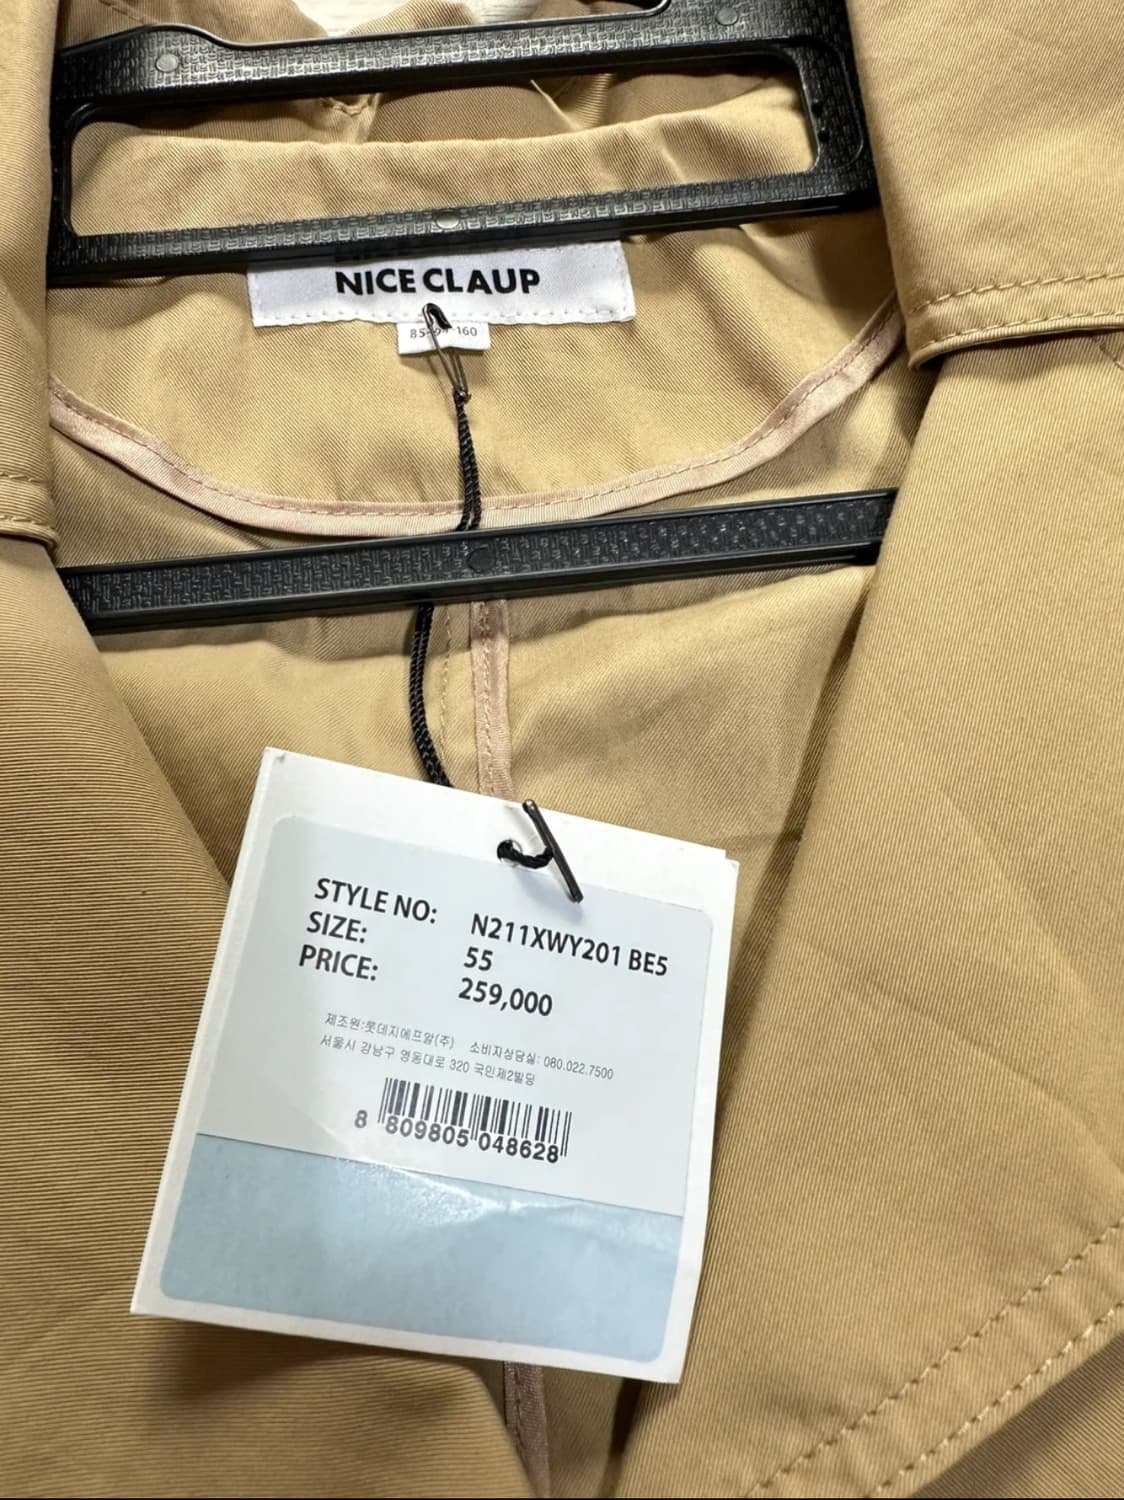 NICE CLAUP
160
STYLE NO: N211XWY201 BE5
SIZE: 55
PRICE: 259,000
제조원:롯데지에프알(주) 소비자상담실: 080.022.7500
서울시 강남구 영동대로 320 국민제2빌딩
8 809805 048628